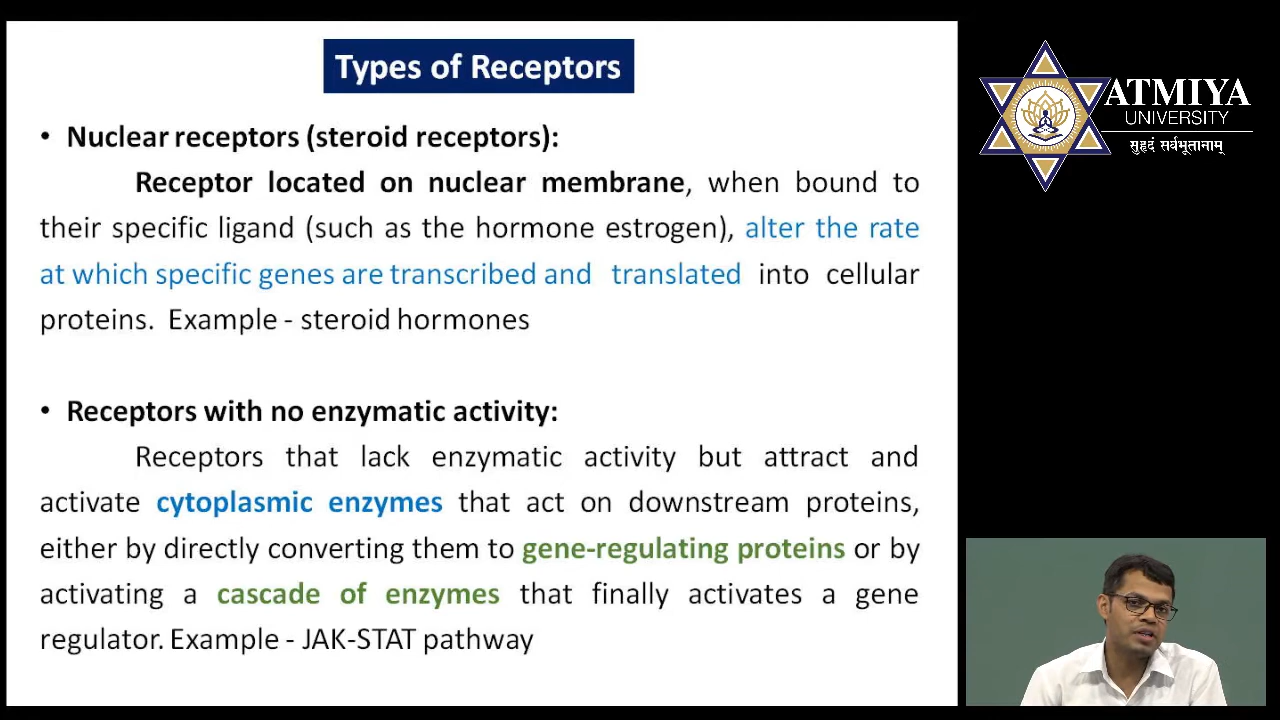 Types of Receptors
• Nuclear receptors (steroid receptors):
Receptor located on nuclear membrane, when bound to
their specific ligand (such as the hormone estrogen), alter the rate
at which specific genes are transcribed and translated into cellular
proteins. Example - steroid hormones
• Receptors with no enzymatic activity:
Receptors that lack enzymatic activity but attract and
activate cytoplasmic enzymes that act on downstream proteins,
either by directly converting them to gene-regulating proteins or by
activating a cascade of enzymes that finally activates a gene
regulator. Example - JAK-STAT pathway
ATMIYA
UNIVERSITY
सुहृदं सर्वभूतानाम्